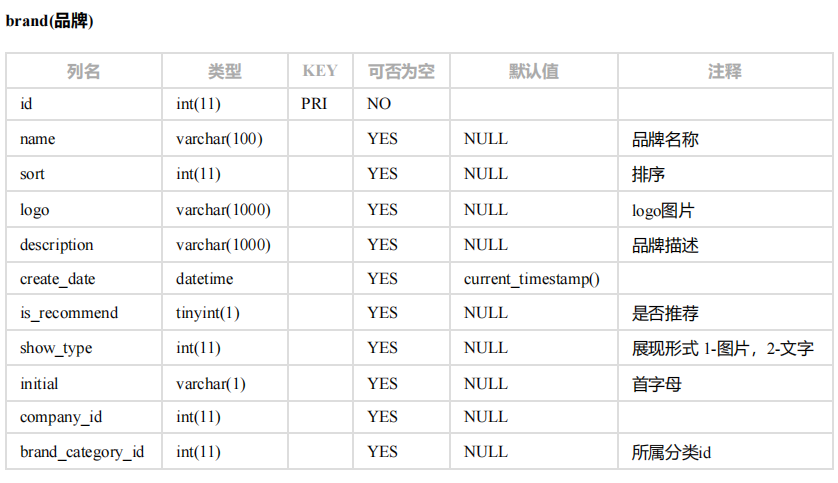 brand(品牌)
列名 类型 KEY 可否为空 默认值 注释
id int(11) PRI NO
name varchar(100) YES NULL 品牌名称
sort int(11) YES NULL 排序
logo varchar(1000) YES NULL logo图片
description varchar(1000) YES NULL 品牌描述
create_date datetime YES current_timestamp()
is_recommend tinyint(1) YES NULL 是否推荐
show_type int(11) YES NULL 展现形式 1-图片，2-文字
initial varchar(1) YES NULL 首字母
company_id int(11) YES NULL
brand_category_id int(11) YES NULL 所属分类id